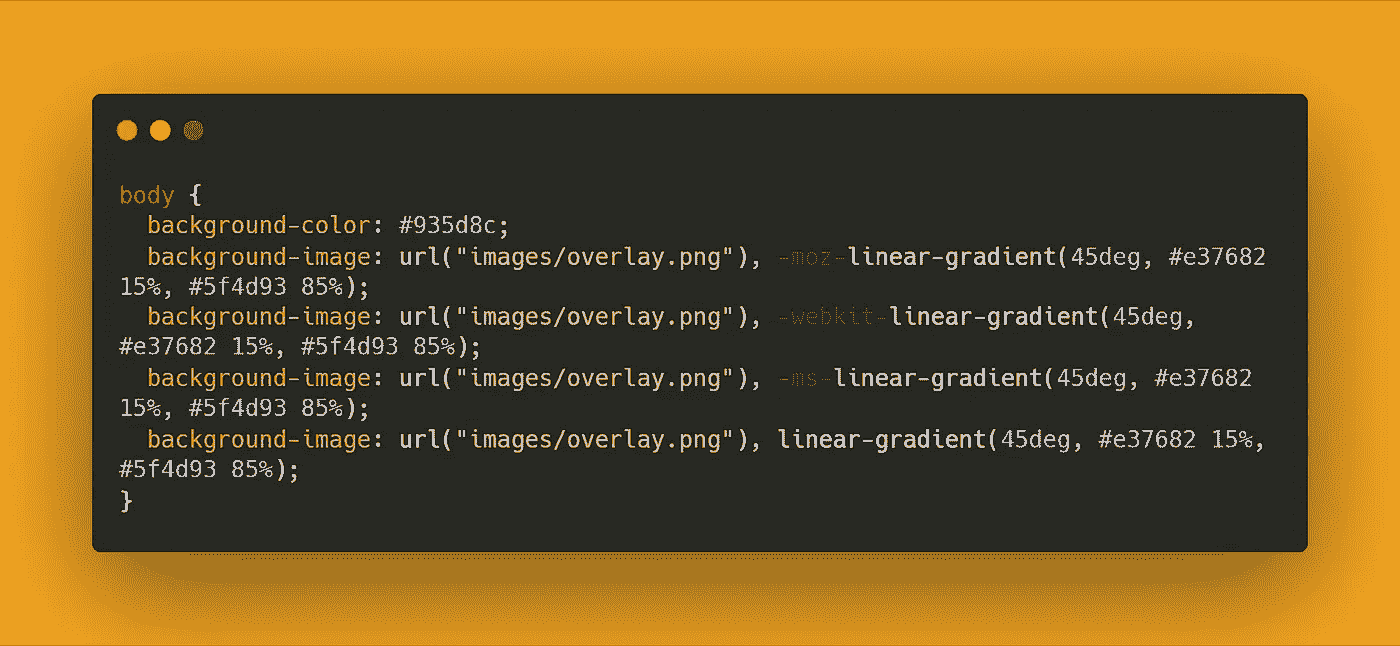 body {
  background-color: #935d8c;
  background-image: url("images/overlay.png"), -moz-linear-gradient(45deg, #e37682
15%, #5f4d93 85%);
  background-image: url("images/overlay.png"), -webkit-linear-gradient(45deg,
#e37682 15%, #5f4d93 85%);
  background-image: url("images/overlay.png"), -ms-linear-gradient(45deg, #e37682
15%, #5f4d93 85%);
  background-image: url("images/overlay.png"), linear-gradient(45deg, #e37682 15%,
#5f4d93 85%);
}